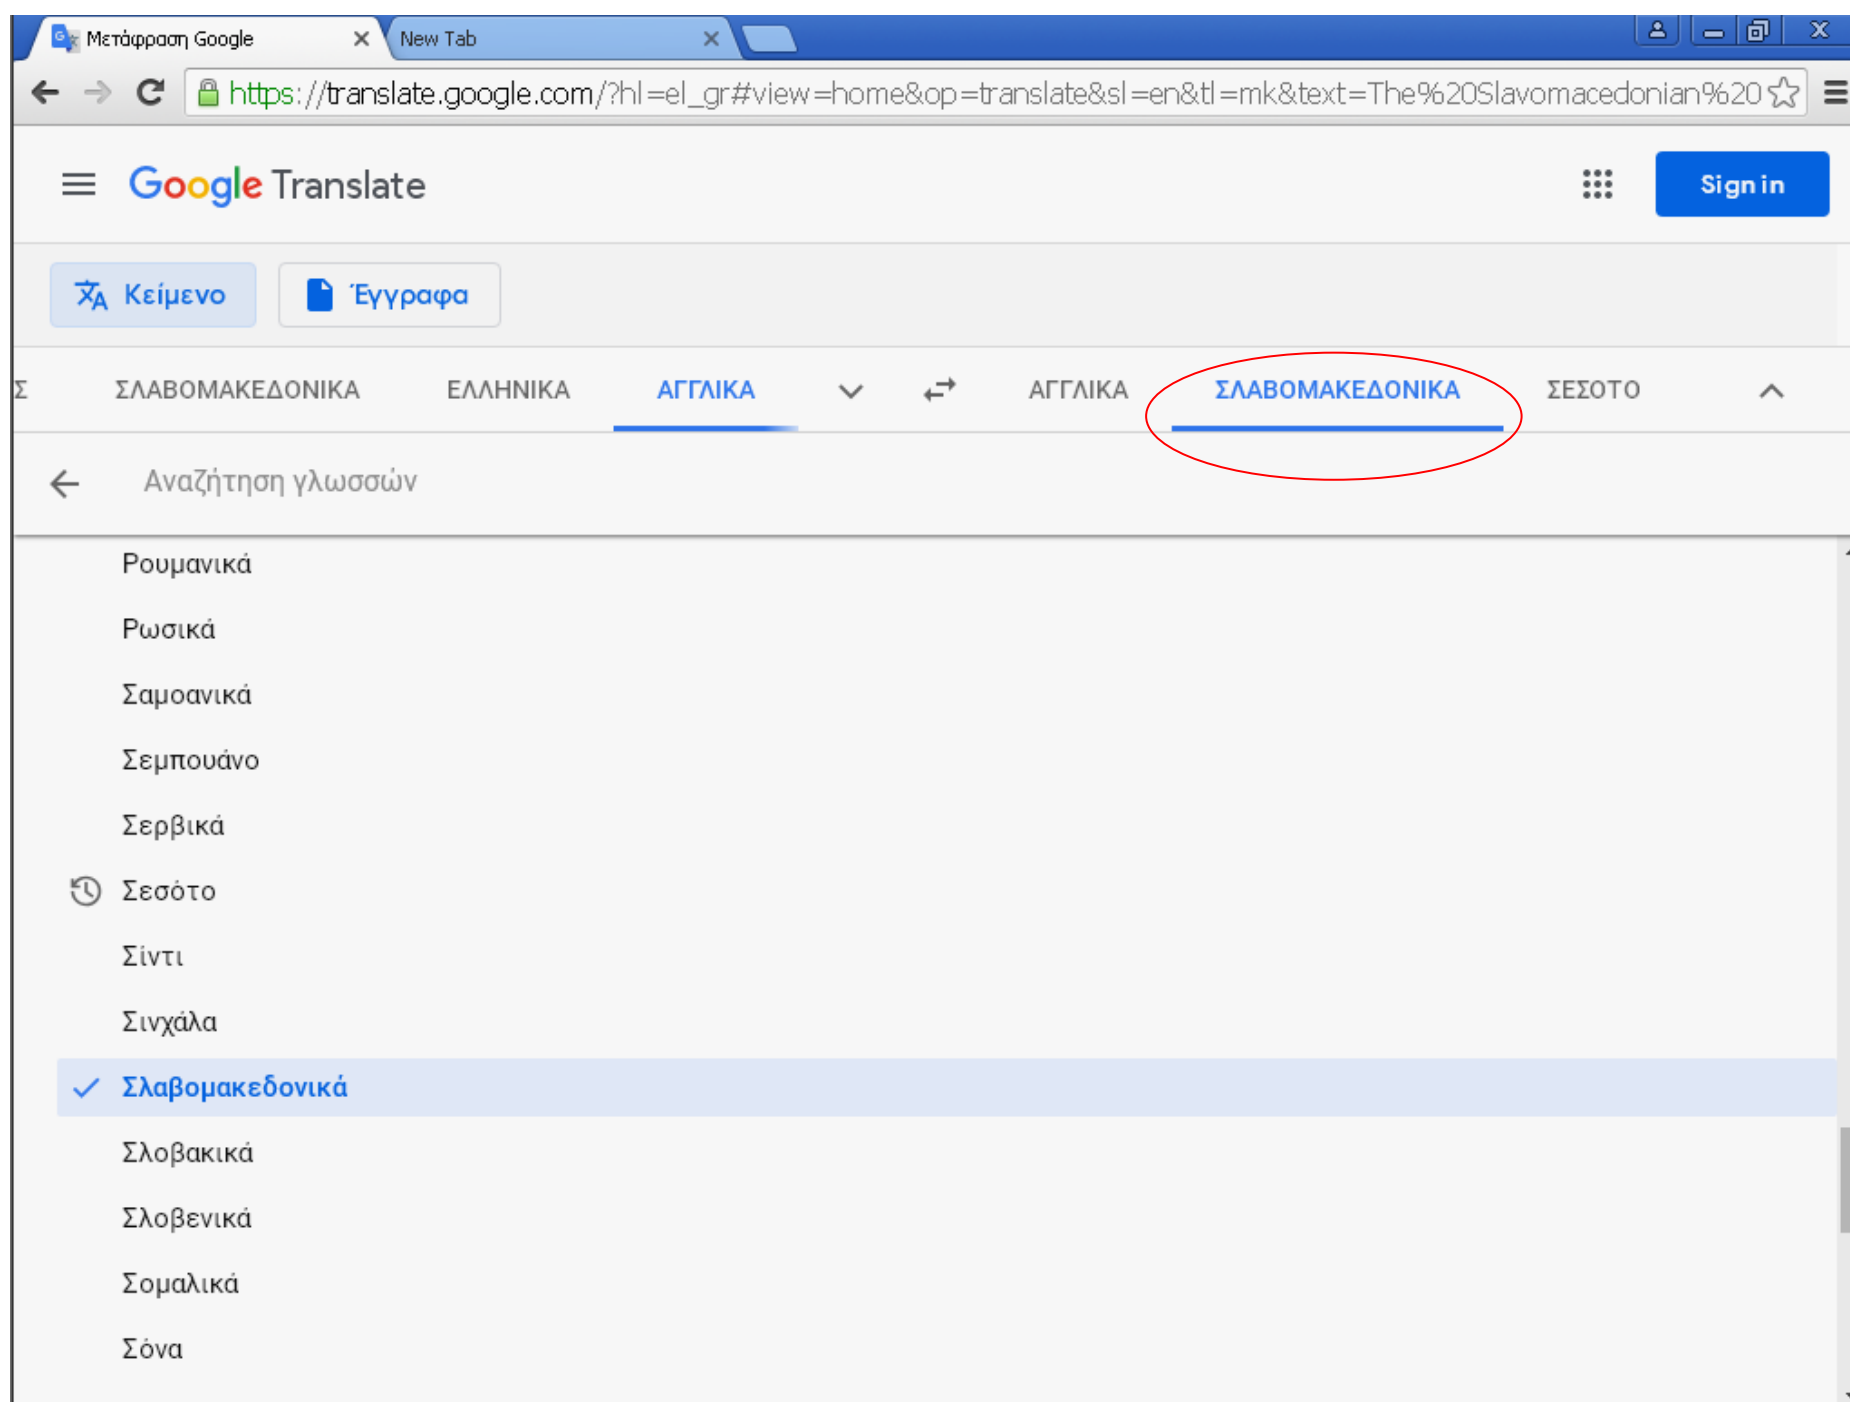 Μετάφραση Google New Tab
https://translate.google.com/?hl=el_gr#view=home&op=translate&sl=en&tl=mk&text=The%20Slavomacedonian%20
Google Translate Sign in
Κείμενο Έγγραφα
Σ ΣΛΑΒΟΜΑΚΕΔΟΝΙΚΑ ΕΛΛΗΝΙΚΑ ΑΓΓΛΙΚΑ ΑΓΓΛΙΚΑ ΣΛΑΒΟΜΑΚΕΔΟΝΙΚΑ ΣΕΣΟΤΟ
Αναζήτηση γλωσσών
Ρουμανικά
Ρωσικά
Σαμοανικά
Σεμπουάνο
Σερβικά
Σεσότο
Σίντι
Σινχάλα
Σλαβομακεδονικά
Σλοβακικά
Σλοβενικά
Σομαλικά
Σόνα